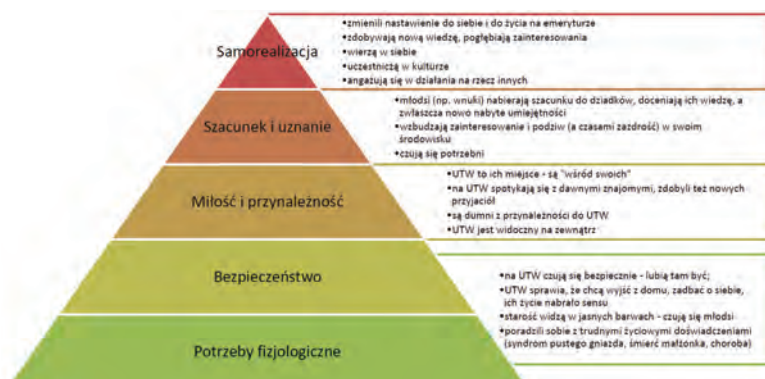 Samorealizacja
•zmienili nastawienie do siebie i do życia na emeryturze
•zdobywają nową wiedzę, pogłębiają zainteresowania
•wierzą w siebie
•uczestniczą w kulturze
•angażują się w działania na rzecz innych
Szacunek i uznanie
•młodsi (np. wnuki) nabierają szacunku do dziadków, doceniają ich wiedzę, a
zwłaszcza nowo nabyte umiejętności
•wzbudzają zainteresowanie i podziw (a czasami zazdrość) w swoim
środowisku
•czują się potrzebni
Miłość i przynależność
•UTW to ich miejsce - są "wśród swoich"
•na UTW spotykają się z dawnymi znajomymi, zdobyli też nowych
przyjaciół
•są dumni z przynależności do UTW
•UTW jest widoczny na zewnątrz
Bezpieczeństwo
•na UTW czują się bezpiecznie - lubią tam być;
•UTW sprawia, że chcą wyjść z domu, zadbać o siebie,
ich życie nabrało sensu
•starość widzą w jasnych barwach - czują się młodsi
•poradzili sobie z trudnymi życiowymi doświadczeniami
(syndrom pustego gniazda, śmierć małżonka, choroba)
Potrzeby fizjologiczne